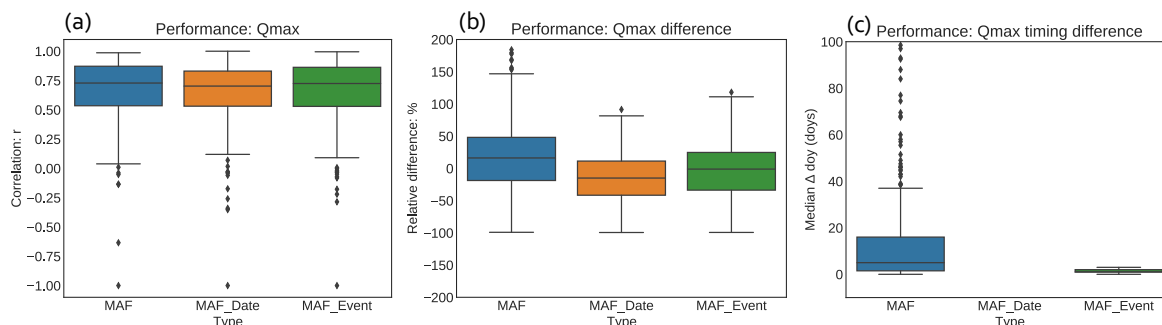 (a)
Performance: Qmax
Correlation: r
1.00
0.75
0.50
0.25
0.00
−0.25
−0.50
−0.75
−1.00
MAF MAF_Date MAF_Event
Type
(b)
Performance: Qmax difference
Relative difference: %
200
150
100
50
0
−50
−100
−150
−200
MAF MAF_Date MAF_Event
Type
(c)
Performance: Qmax timing difference
Median Δ doy (doys)
100
80
60
40
20
0
MAF MAF_Date MAF_Event
Type